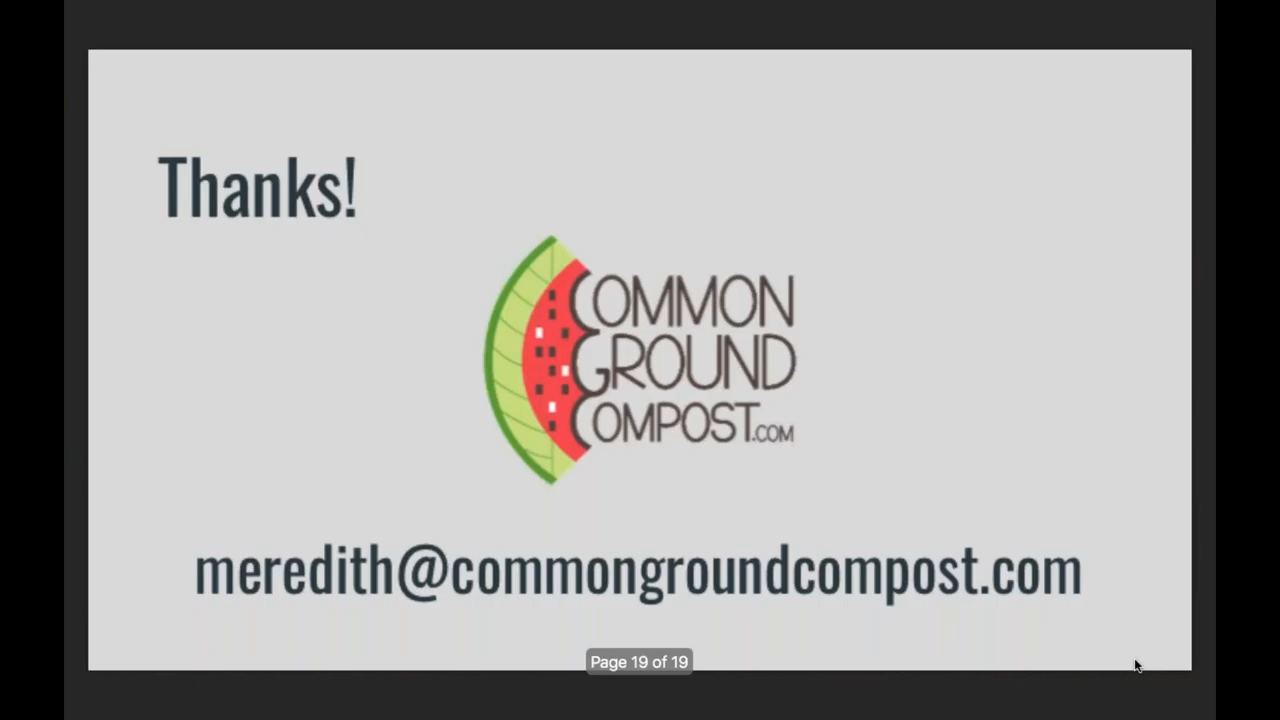 Thanks!
COMMON
GROUND
COMPOST.COM
meredith@commongroundcompost.com
Page 19 of 19